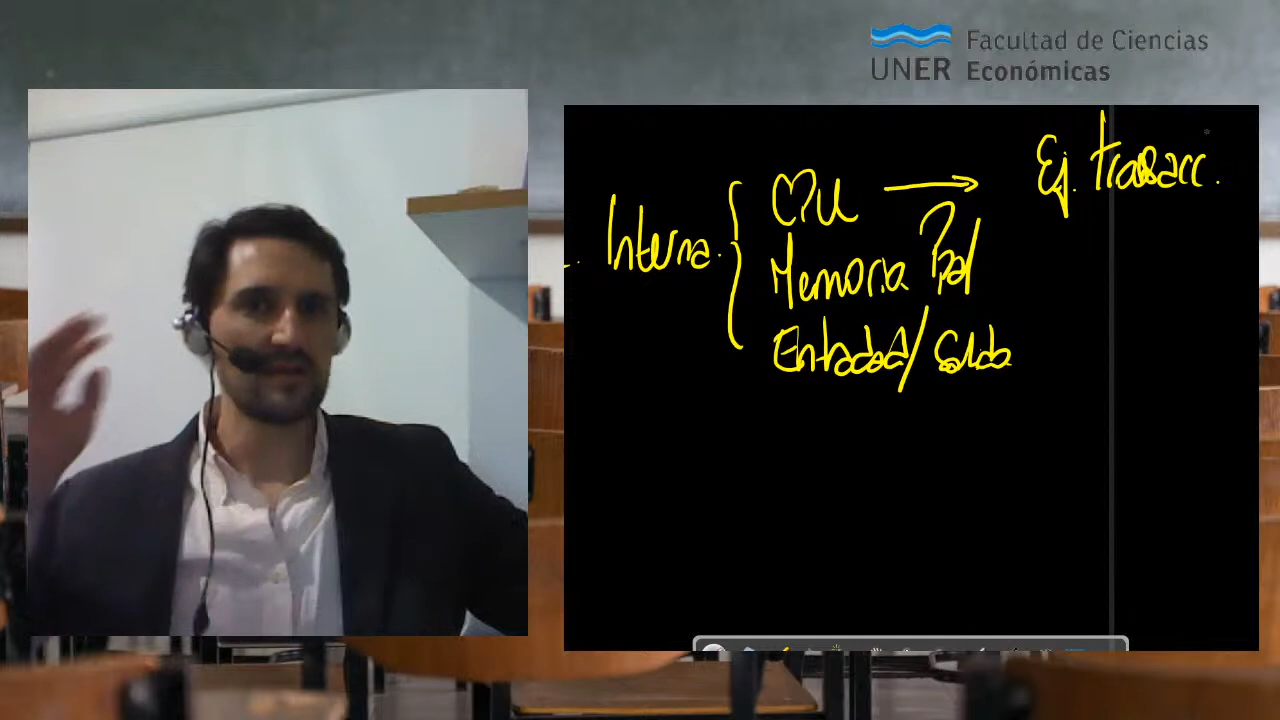 Facultad de Ciencias
UNER Económicas
Ej. transacc.
Interna.
CPU
Memoria Ppal
Entrada/Salida